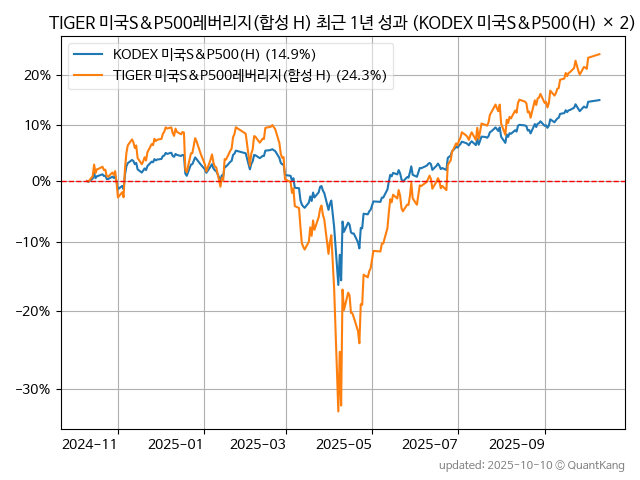 TIGER 미국S&P500레버리지(합성 H) 최근 1년 성과 (KODEX 미국S&P500(H) × 2)
KODEX 미국S&P500(H) (14.9%)
TIGER 미국S&P500레버리지(합성 H) (24.3%)
20%
10%
0%
−10%
−20%
−30%
2024−11 2025−01 2025−03 2025−05 2025−07 2025−09
updated: 2025-10-10 © QuantKang